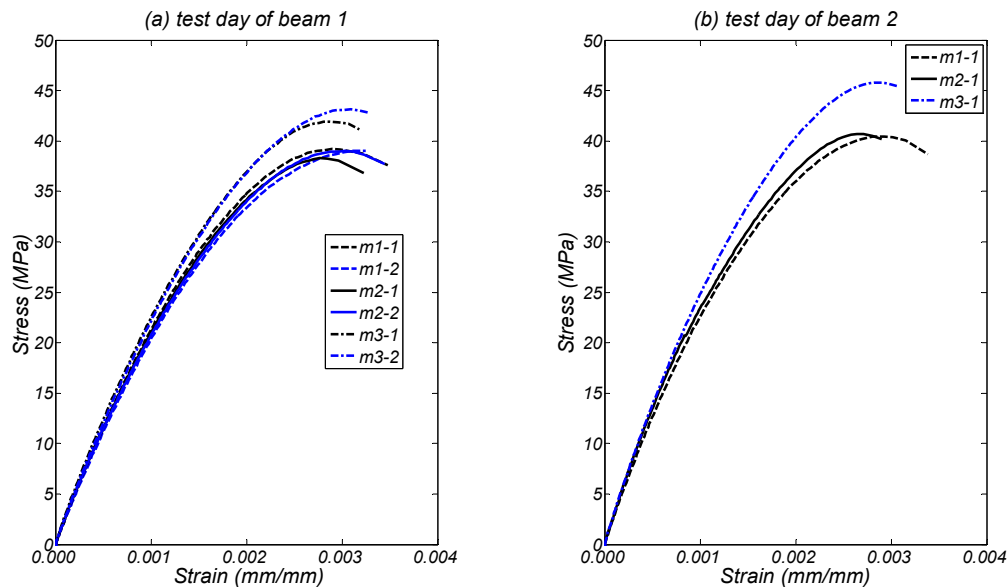 (a) test day of beam 1
50
45
40
35
30
25
20
15
10
5
0
Stress (MPa)
0.000 0.001 0.002 0.003 0.004
Strain (mm/mm)
m1-1
m1-2
m2-1
m2-2
m3-1
m3-2
(b) test day of beam 2
50
45
40
35
30
25
20
15
10
5
0
Stress (MPa)
0.000 0.001 0.002 0.003 0.004
Strain (mm/mm)
m1-1
m2-1
m3-1